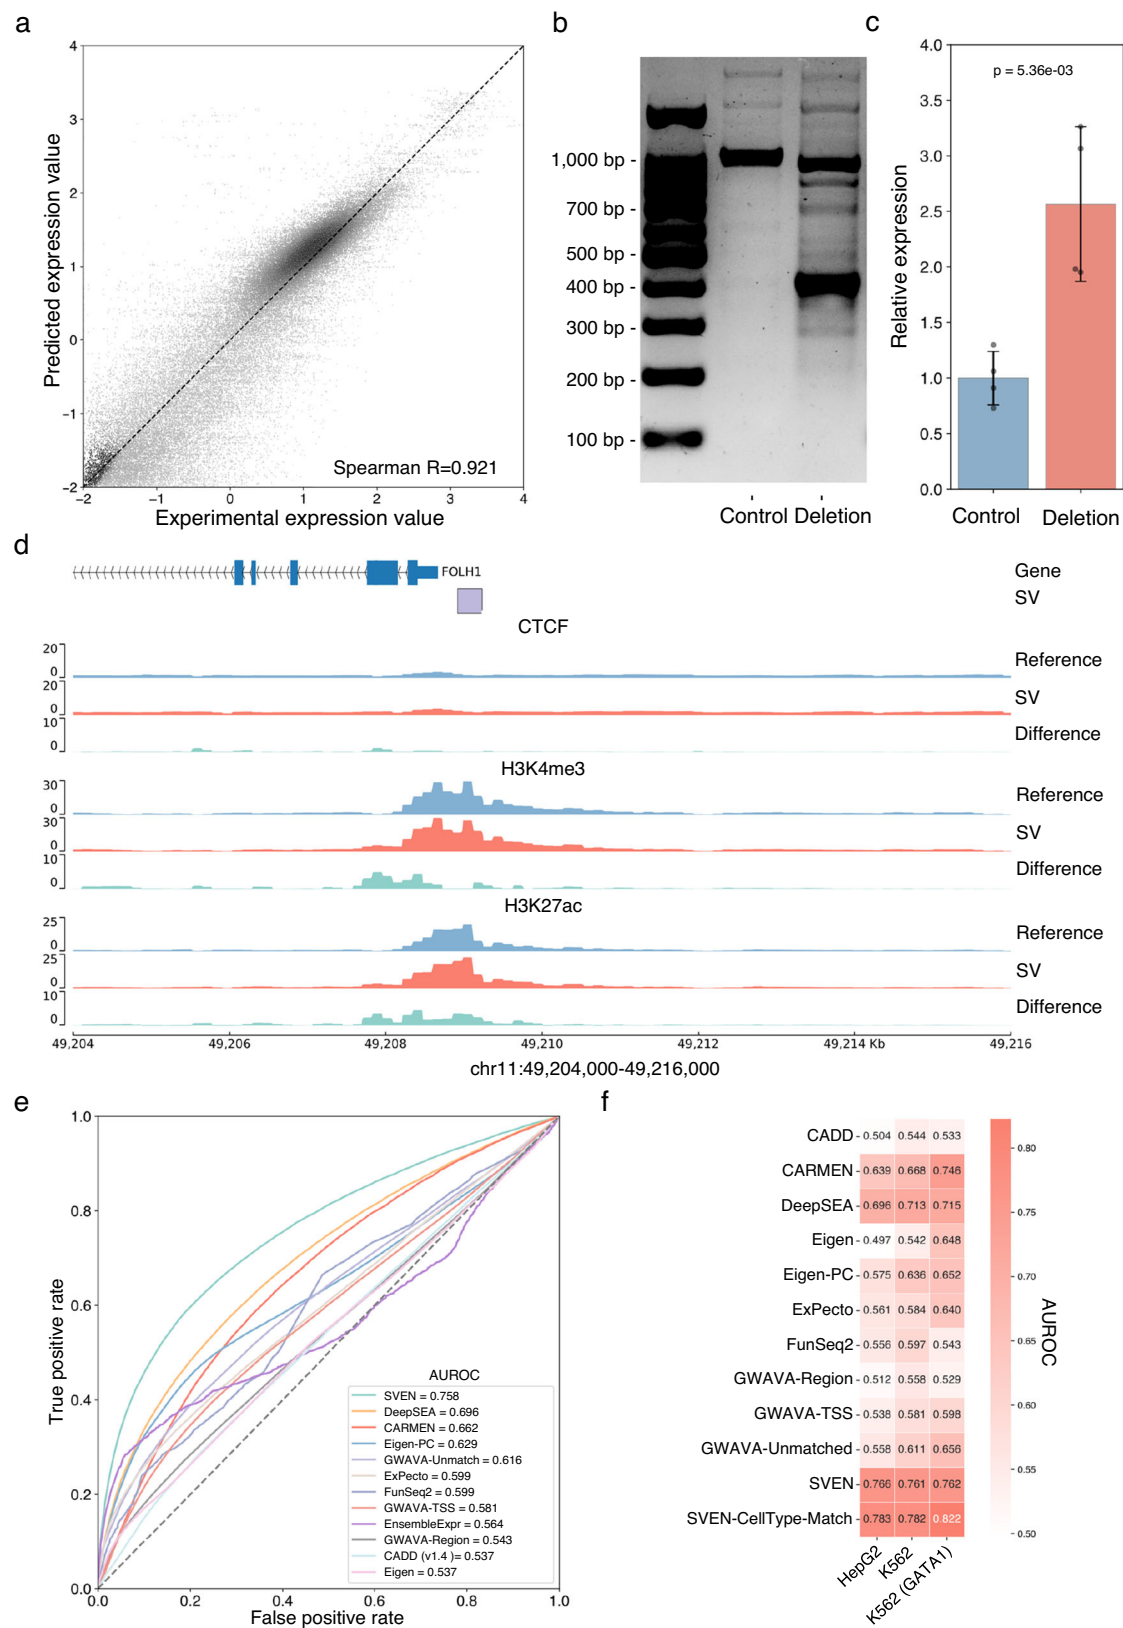 a
4
3
2
1
0
−1
−2
−2
−1
0
1
2
3
4
Predicted expression value
Experimental expression value
Spearman R=0.921
b
1,000 bp -
700 bp -
500 bp -
400 bp -
300 bp -
200 bp -
100 bp -
Control Deletion
c
4.0
3.5
3.0
2.5
2.0
1.5
1.0
0.5
0.0
Relative expression
p = 5.36e-03
Control Deletion
d
FOLH1
Gene
SV
CTCF
20
0
Reference
20
0
SV
10
0
Difference
H3K4me3
30
0
Reference
30
0
SV
10
0
Difference
H3K27ac
25
0
Reference
25
0
SV
10
0
Difference
49,204 49,206 49,208 49,210 49,212 49,214 Kb 49,216
chr11:49,204,000-49,216,000
e
1.0
0.8
0.6
0.4
0.2
0.0
True positive rate
0.0 0.2 0.4 0.6 0.8 1.0
False positive rate
AUROC
SVEN = 0.758
DeepSEA = 0.696
CARMEN = 0.662
Eigen-PC = 0.629
GWAVA-Unmatch = 0.616
ExPecto = 0.599
FunSeq2 = 0.599
GWAVA-TSS = 0.581
EnsembleExpr = 0.564
GWAVA-Region = 0.543
CADD (v1.4 )= 0.537
Eigen = 0.537
f
CADD 0.504 0.544 0.533
CARMEN 0.639 0.668 0.746
DeepSEA 0.696 0.713 0.715
Eigen 0.497 0.542 0.648
Eigen-PC 0.575 0.636 0.652
ExPecto 0.561 0.584 0.640
FunSeq2 0.556 0.597 0.543
GWAVA-Region 0.512 0.558 0.529
GWAVA-TSS 0.538 0.581 0.598
GWAVA-Unmatched 0.558 0.611 0.656
SVEN 0.766 0.761 0.762
SVEN-CellType-Match 0.783 0.782 0.822
HepG2
K562
K562 (GATA1)
0.80
0.75
0.70
0.65
0.60
0.55
0.50
AUROC